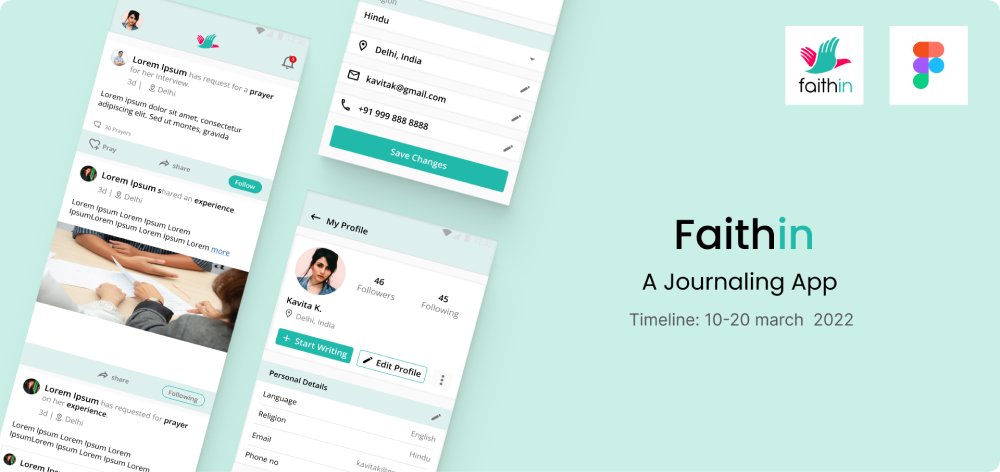 Lorem Ipsum has request for a prayer
for her interview.
3d | Delhi
Lorem ipsum dolor sit amet, consectetur
adipiscing elit. Sed ut montes, gravida
30 Prayers
Pray
share
Follow
Lorem Ipsum shared an experience.
3d | Delhi
Lorem Ipsum Lorem Ipsum Lorem
IpsumLorem Ipsum Lorem Ipsum Lorem more
share
Following
Lorem Ipsum has requested for prayer
on her experience.
3d | Delhi
Lorem Ipsum Lorem Ipsum Lorem
IpsumLorem Ipsum Lorem Ipsum Lorem
Lorem Ipsum
Hindu
Delhi, India
kavitak@gmail.com
+91 999 888 8888
Save Changes
My Profile
46
Followers
45
Following
Kavita K.
Delhi, India
+ Start Writing
Edit Profile
Personal Details
Language
English
Religion
Hindu
Email
Phone no
faithin
Faithin
A Journaling App
Timeline: 10-20 march 2022